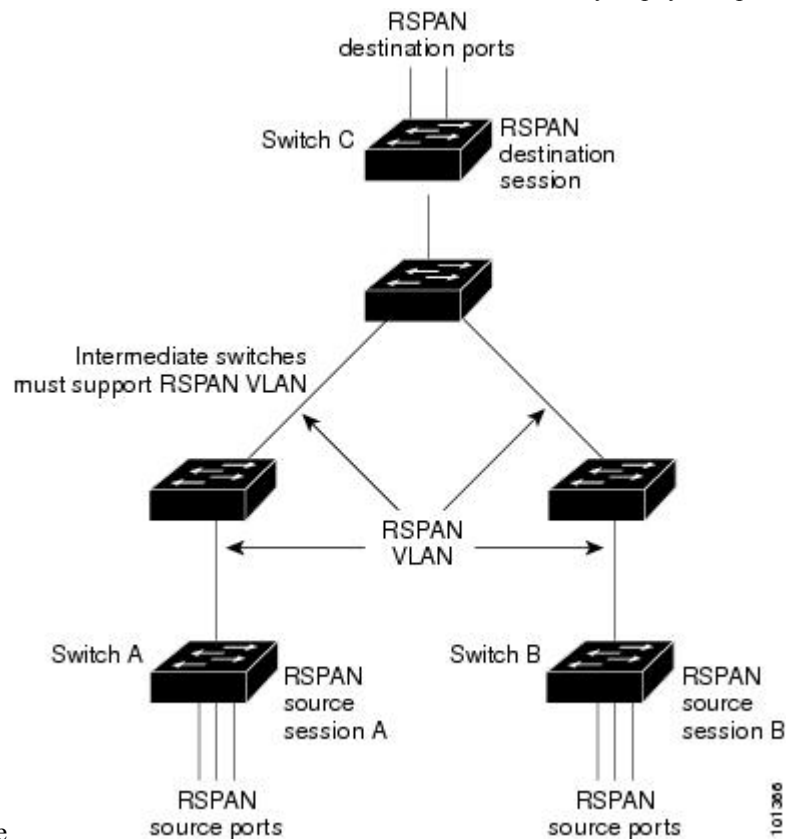 RSPAN
destination ports
Switch C
RSPAN
destination
session
Intermediate switches
must support RSPAN VLAN
RSPAN
VLAN
Switch A
RSPAN
source
session A
Switch B
RSPAN
source
session B
RSPAN
source ports
RSPAN
source ports
101366
e